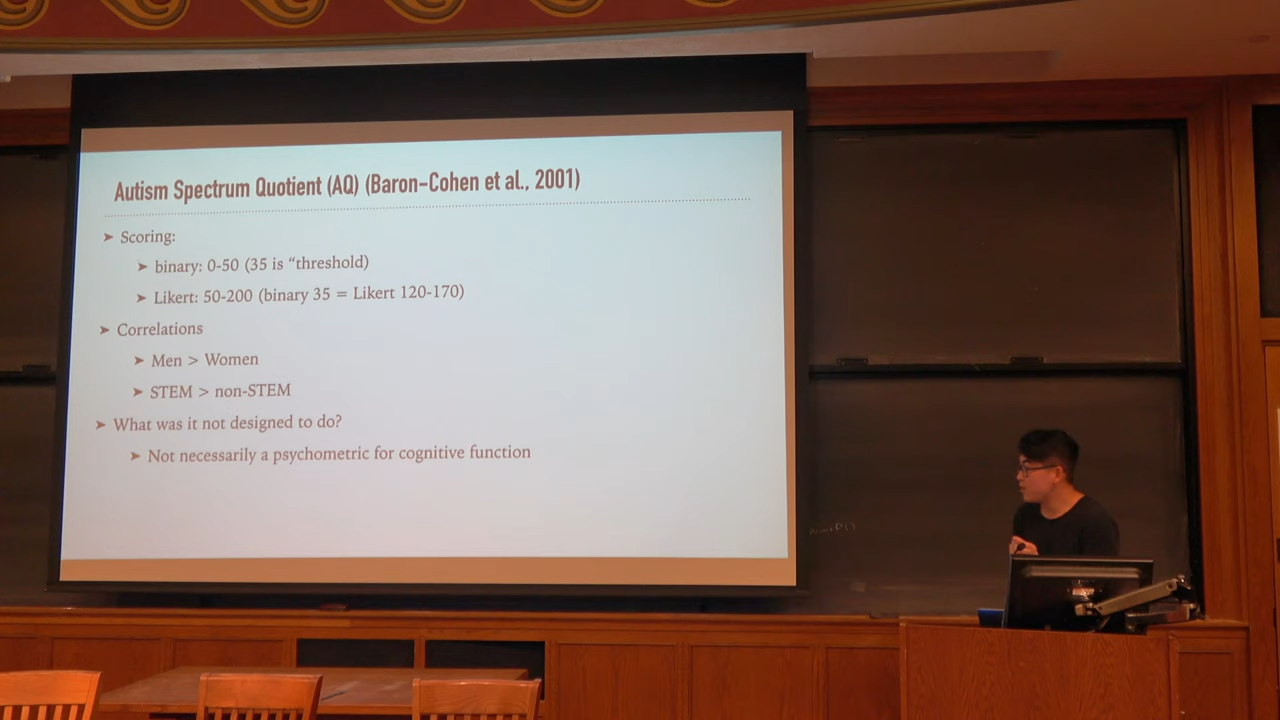 Autism Spectrum Quotient (AQ) (Baron-Cohen et al., 2001)
➤ Scoring:
➤ binary: 0-50 (35 is “threshold)
➤ Likert: 50-200 (binary 35 = Likert 120-170)
➤ Correlations
➤ Men > Women
➤ STEM > non-STEM
➤ What was it not designed to do?
➤ Not necessarily a psychometric for cognitive function